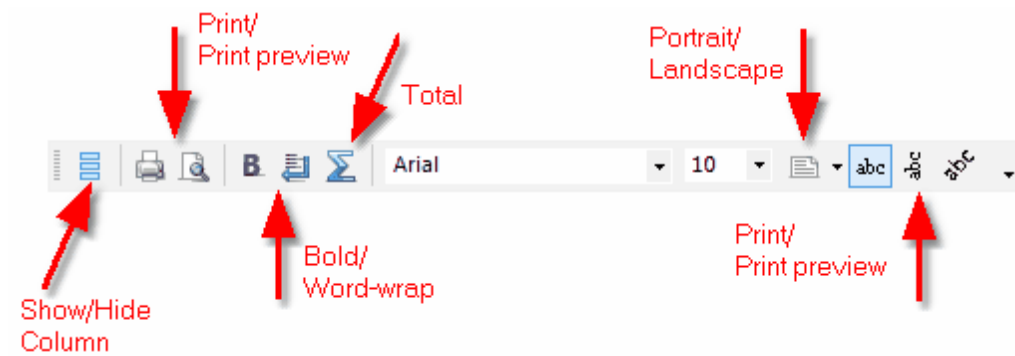 Print/
Print preview
Total
Portrait/
Landscape
B
Arial
10
abc
abc
abc
Bold/
Word-wrap
Print/
Print preview
Show/Hide
Column